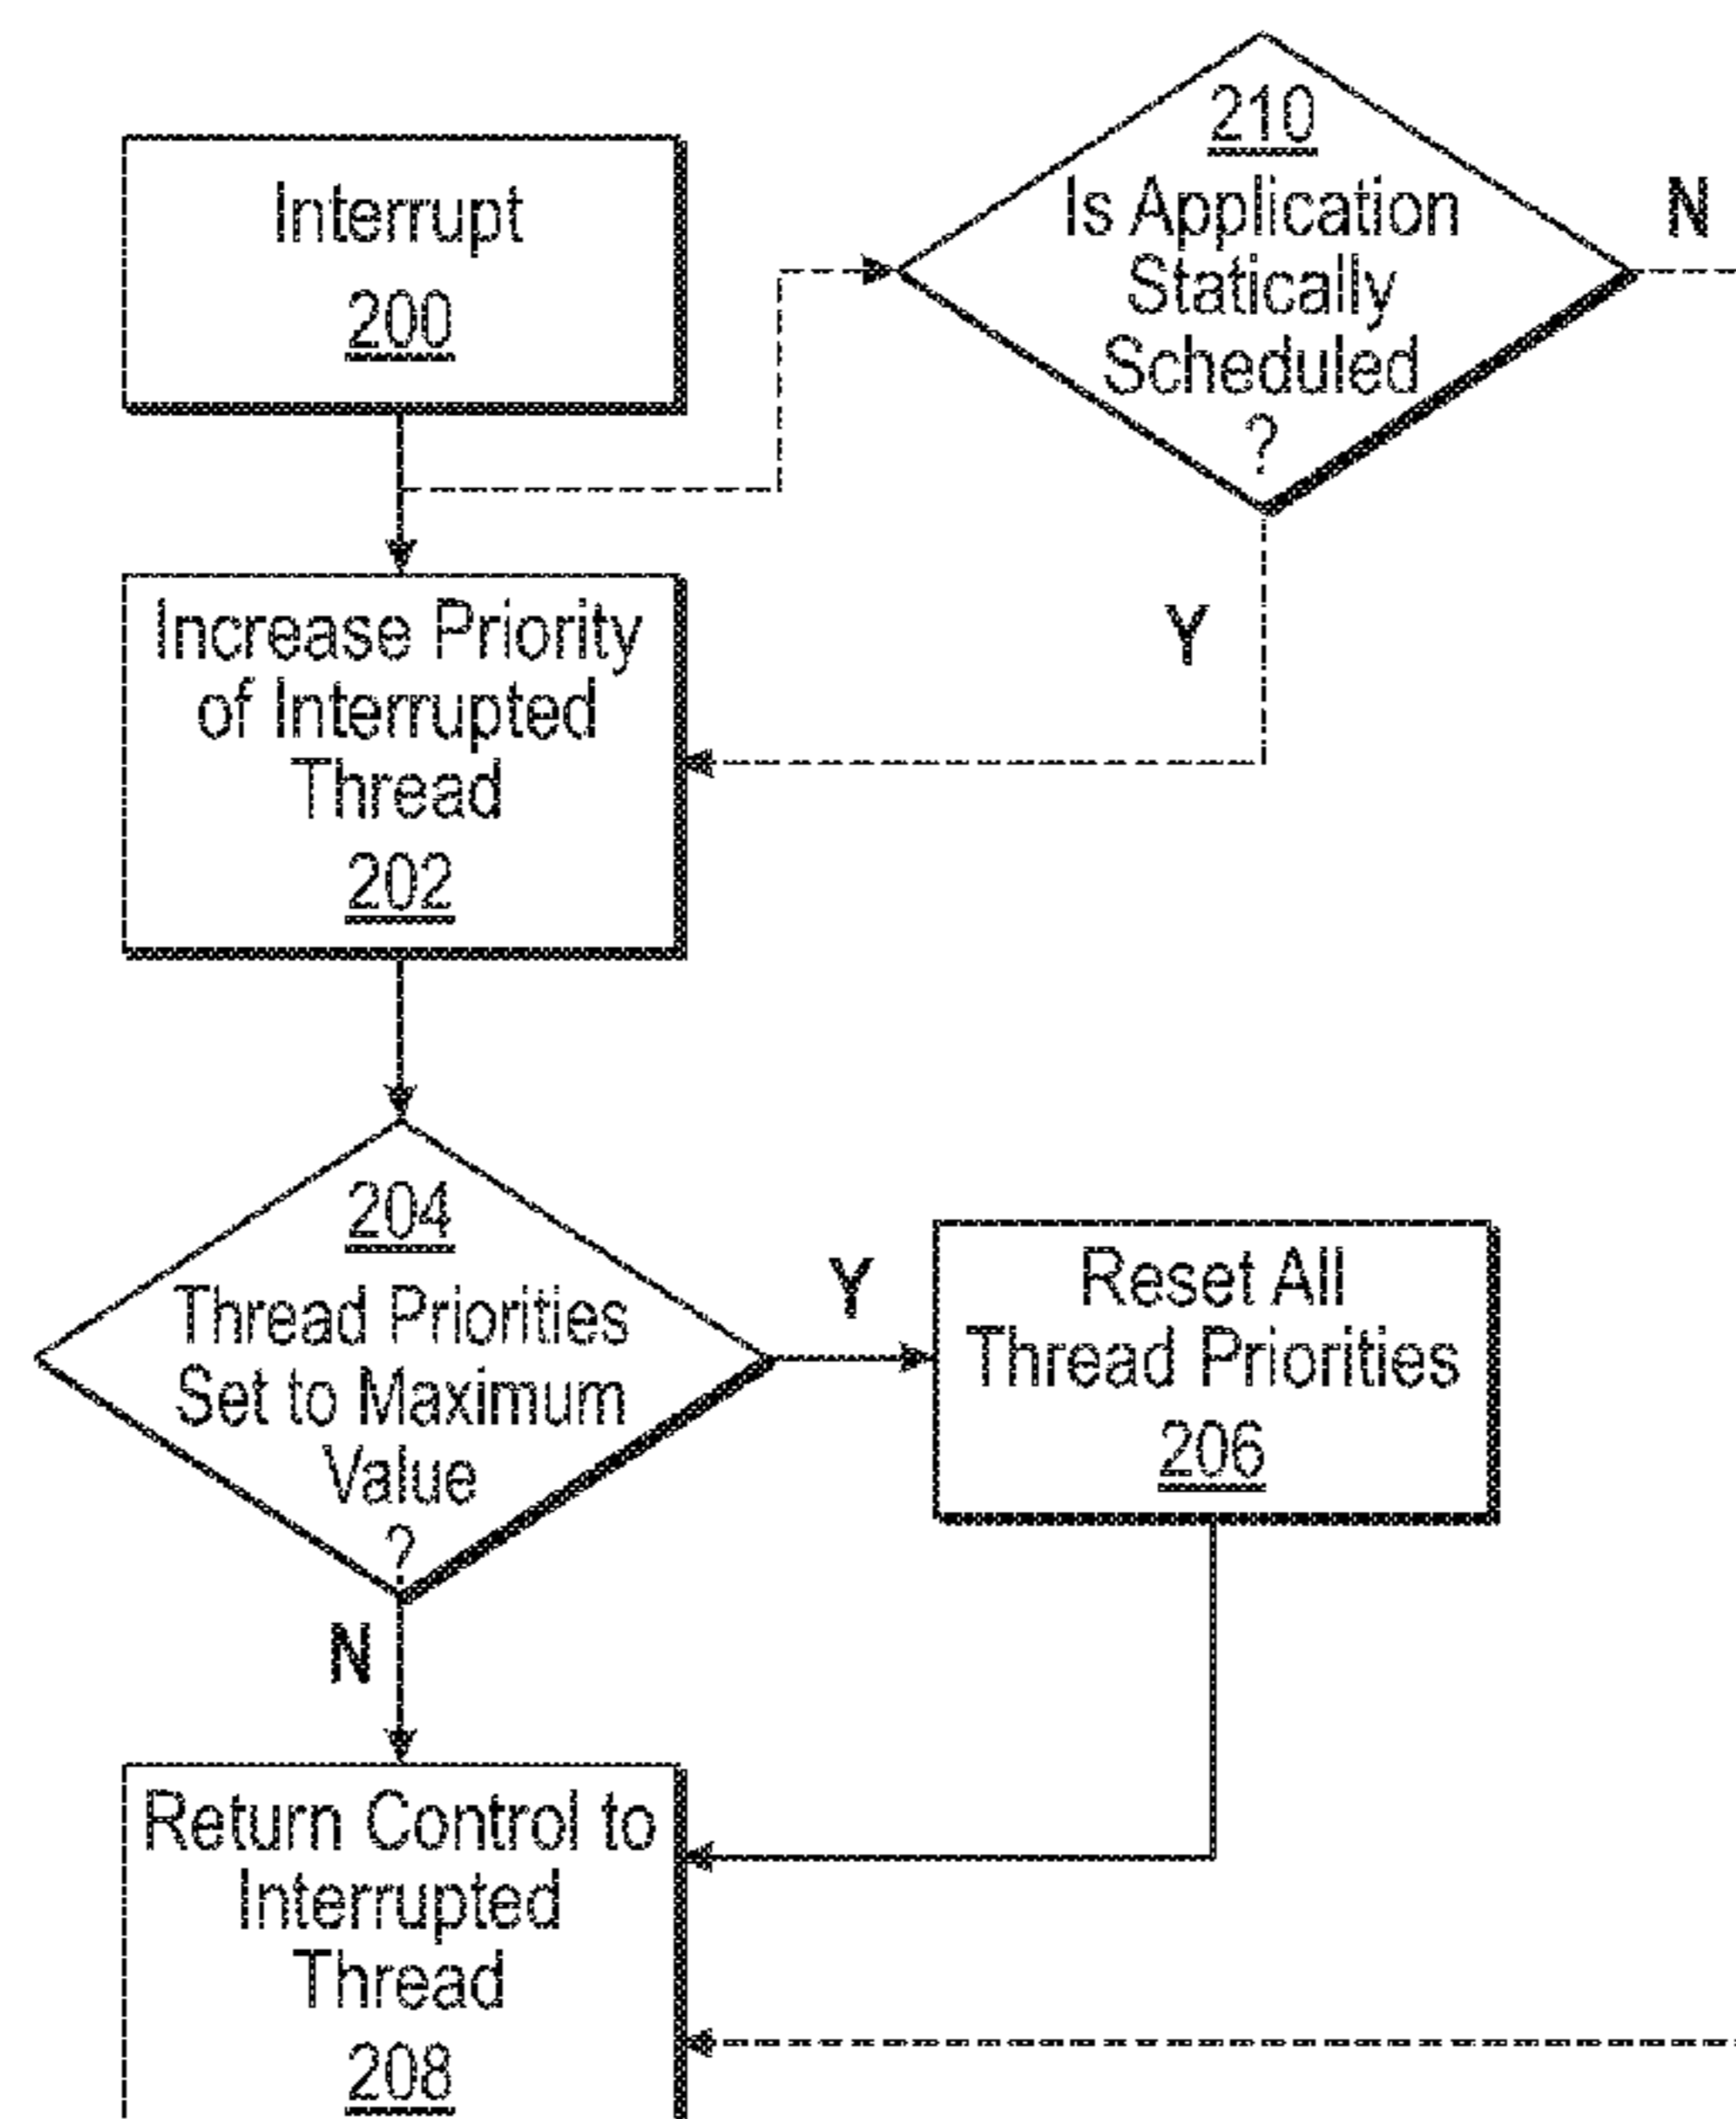 Interrupt
200
210
Is Application
Statically
Scheduled
?
N
Y
Increase Priority
of Interrupted
Thread
202
204
Thread Priorities
Set to Maximum
Value
?
Y
N
Reset All
Thread Priorities
206
Return Control to
Interrupted
Thread
208